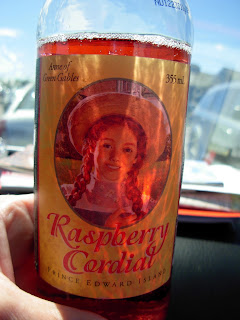 Anne of
Green Gables
355 ml
Raspberry
Cordial
PRINCE EDWARD ISLAND